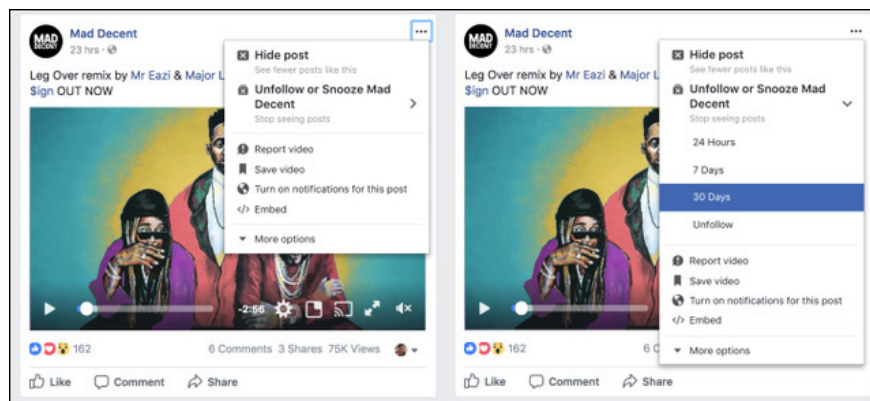 MAD
DECENT
Mad Decent
23 hrs ·
Leg Over remix by Mr Eazi & Major L
$ign OUT NOW
Hide post
See fewer posts like this
Unfollow or Snooze Mad
Decent
Stop seeing posts
Report video
Save video
Turn on notifications for this post
</> Embed
More options
-2:56
162
6 Comments 3 Shares 75K Views
Like
Comment
Share
MAD
DECENT
Mad Decent
23 hrs ·
Leg Over remix by Mr Eazi & Major L
$ign OUT NOW
Hide post
See fewer posts like this
Unfollow or Snooze Mad
Decent
Stop seeing posts
24 Hours
7 Days
30 Days
Unfollow
Report video
Save video
Turn on notifications for this post
</> Embed
More options
162
6 C
Like
Comment
Share